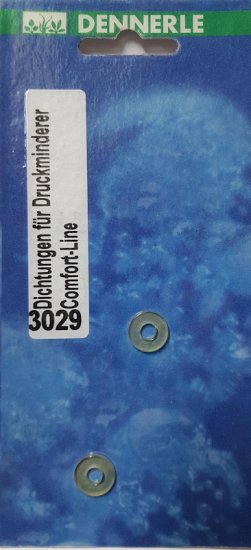 DENNERLE
Dichtungen für Druckminderer
Comfort-Line
3029